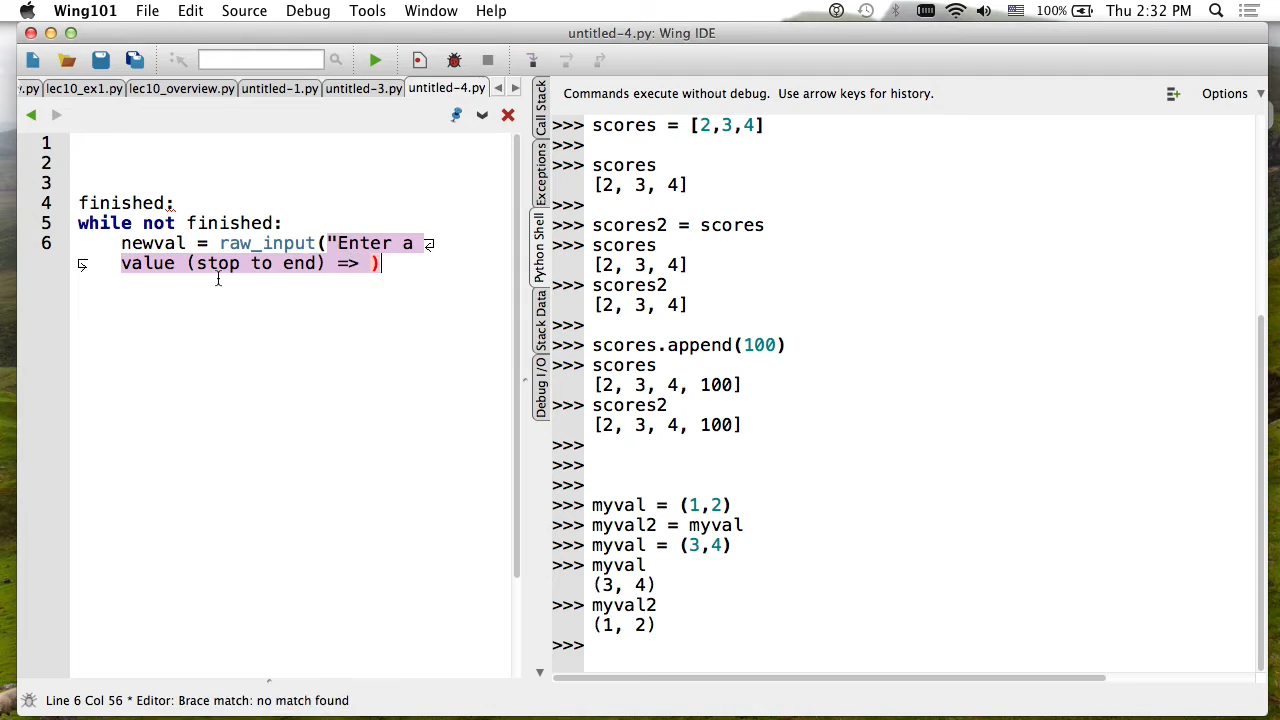 Wing101 File Edit Source Debug Tools Window Help 100% Thu 2:32 PM
untitled-4.py: Wing IDE
.py lec10_ex1.py lec10_overview.py untitled-1.py untitled-3.py untitled-4.py
1
2
3
4 finished:
5 while not finished:
6 newval = raw_input("Enter a
value (stop to end) => )
Call Stack
Exceptions
Python Shell
Stack Data
Debug I/O
Commands execute without debug. Use arrow keys for history. Options
>>> scores = [2,3,4]
>>>
>>> scores
[2, 3, 4]
>>>
>>> scores2 = scores
>>> scores
[2, 3, 4]
>>> scores2
[2, 3, 4]
>>>
>>> scores.append(100)
>>> scores
[2, 3, 4, 100]
>>> scores2
[2, 3, 4, 100]
>>>
>>>
>>>
>>> myval = (1,2)
>>> myval2 = myval
>>> myval = (3,4)
>>> myval
(3, 4)
>>> myval2
(1, 2)
>>>
Line 6 Col 56 * Editor: Brace match: no match found